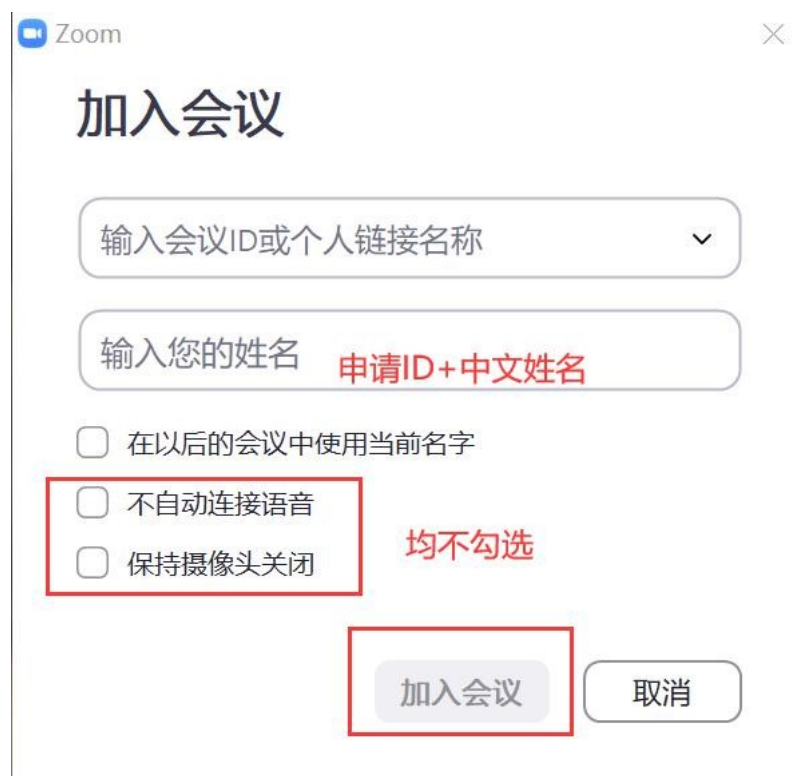 Zoom
加入会议
输入会议ID或个人链接名称
输入您的姓名 申请ID+中文姓名
在以后的会议中使用当前名字
不自动连接语音
均不勾选
保持摄像头关闭
加入会议 取消